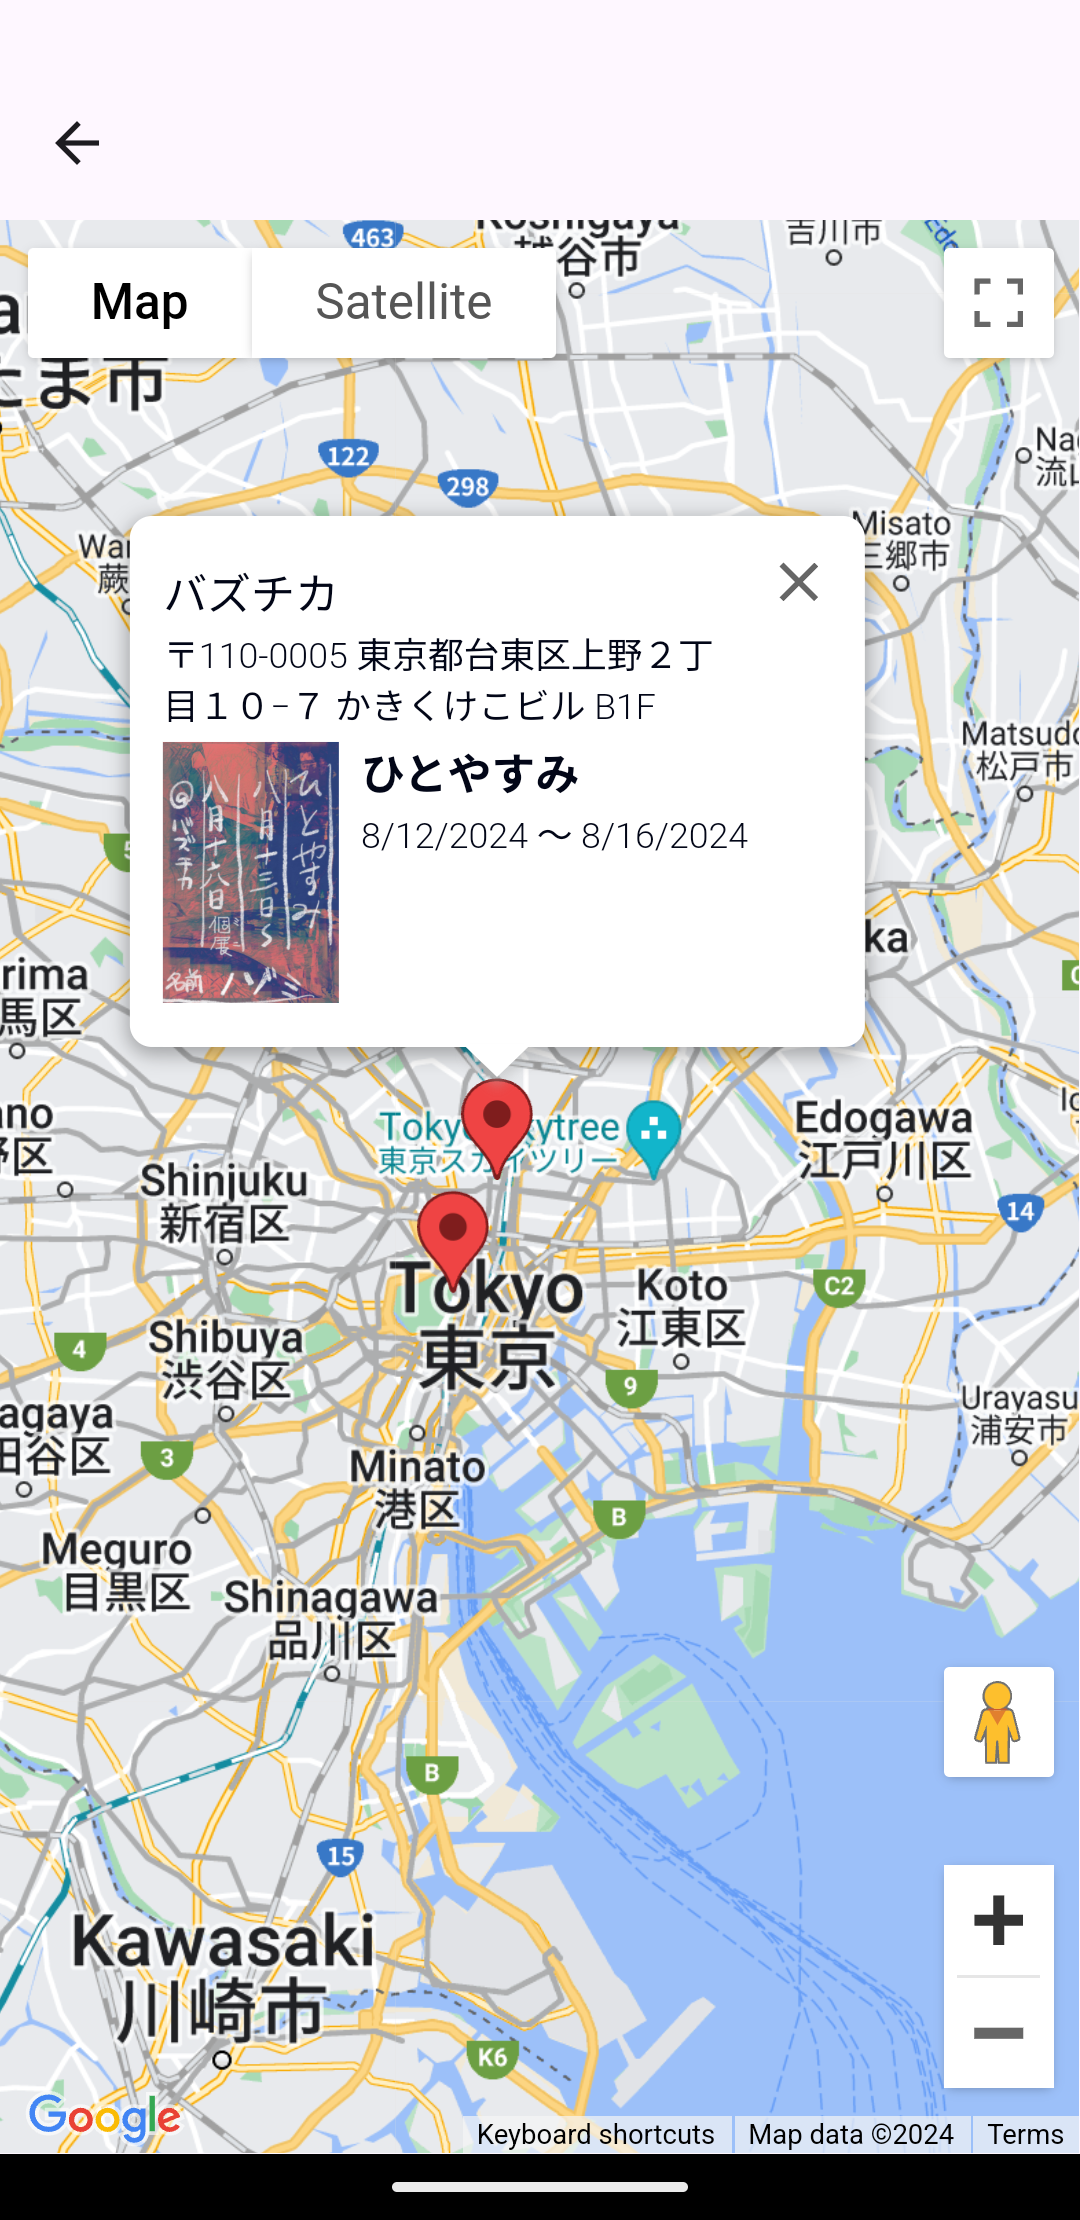 463
Koshigaya
越谷市
吉川市
Map
Satellite
たま市
122
298
Na
流山
Misato
三郷市
Wa
蕨
バズチカ
〒110-0005 東京都台東区上野２丁
目１０−７ かきくけこビル B1F
ひとやすみ
8/12/2024 〜 8/16/2024
ひとやすみ
八月十三日〜
八月十六日
個展
@バズチカ
名前
ハゾミ
Matsudo
松戸市
5
ka
C
rima
馬区
Tokyo Skytree
東京スカイツリー
Edogawa
江戸川区
Ic
ano
野区
Shinjuku
新宿区
14
Tokyo
東京
Koto
江東区
C2
4
Shibuya
渋谷区
9
agaya
田谷区
Urayasu
浦安市
3
Minato
港区
B
Meguro
目黒区
Shinagawa
品川区
B
15
Kawasaki
川崎市
K6
Google
Keyboard shortcuts
Map data ©2024
Terms